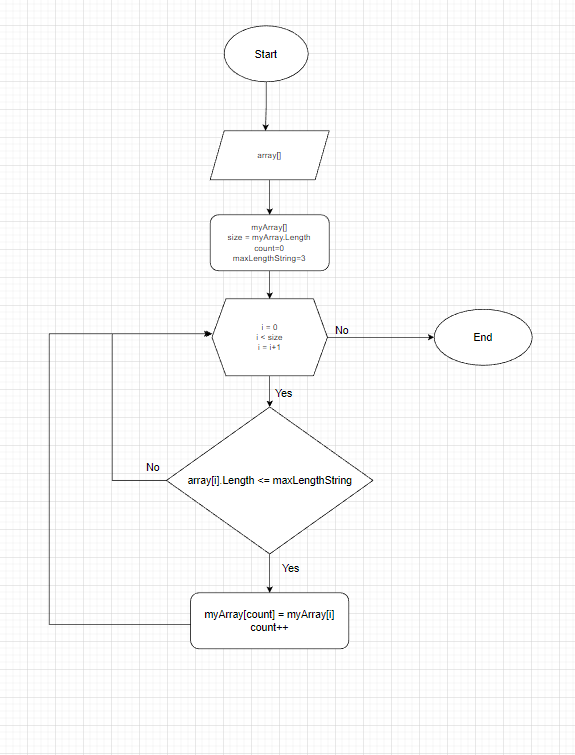 Start
array[]
myArray[]
size = myArray.Length
count=0
maxLengthString=3
i = 0
i < size
i = i+1
No
End
Yes
No
array[i].Length <= maxLengthString
Yes
myArray[count] = myArray[i]
count++